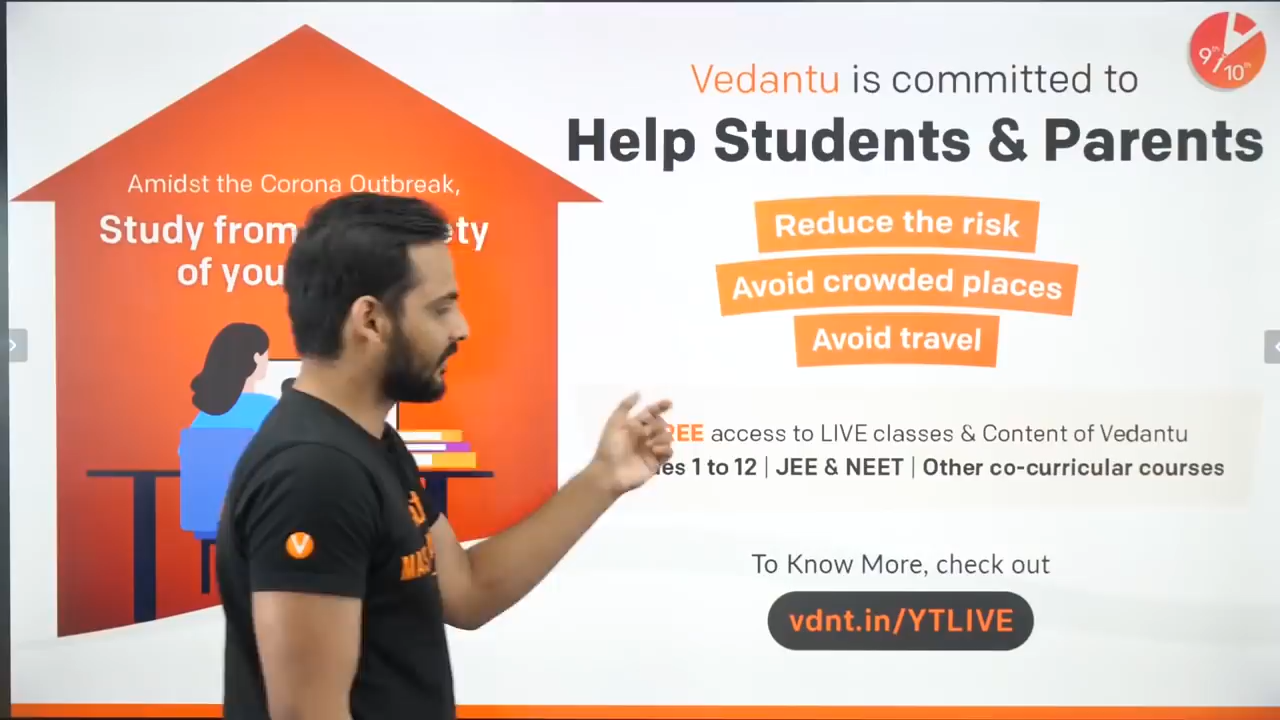 9th/10th
Vedantu is committed to
Help Students & Parents
Amidst the Corona Outbreak,
Study from
of
Reduce the risk
Avoid crowded places
Avoid travel
access to LIVE classes & Content of Vedantu
1 to 12 | JEE & NEET | Other co-curricular courses
To Know More, check out
vdnt.in/YTLIVE
V